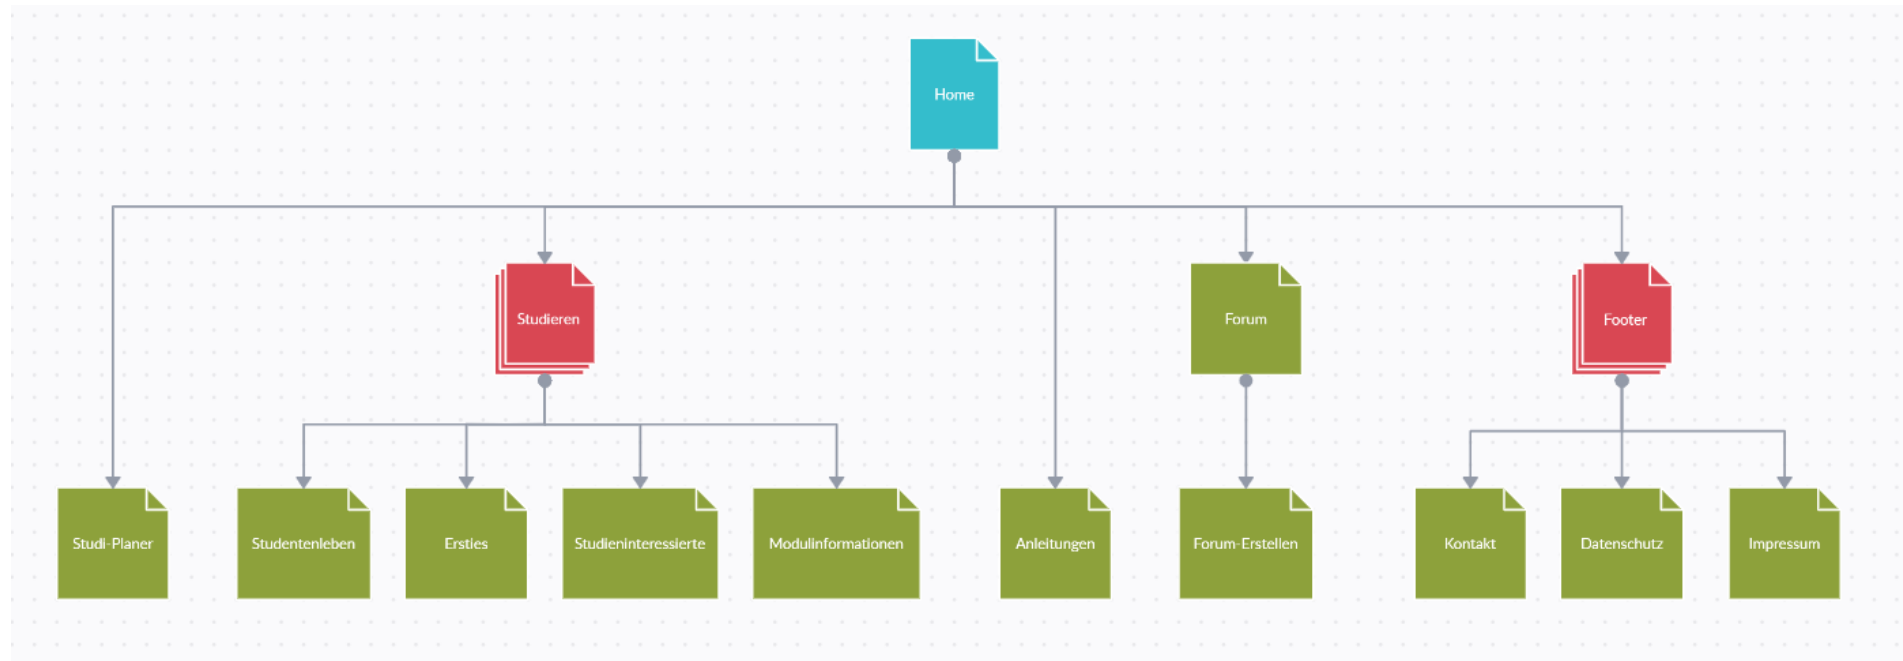 Home
Studieren
Forum
Footer
Studi-Planer
Studentenleben
Ersties
Studieninteressierte
Modulinformationen
Anleitungen
Forum-Erstellen
Kontakt
Datenschutz
Impressum